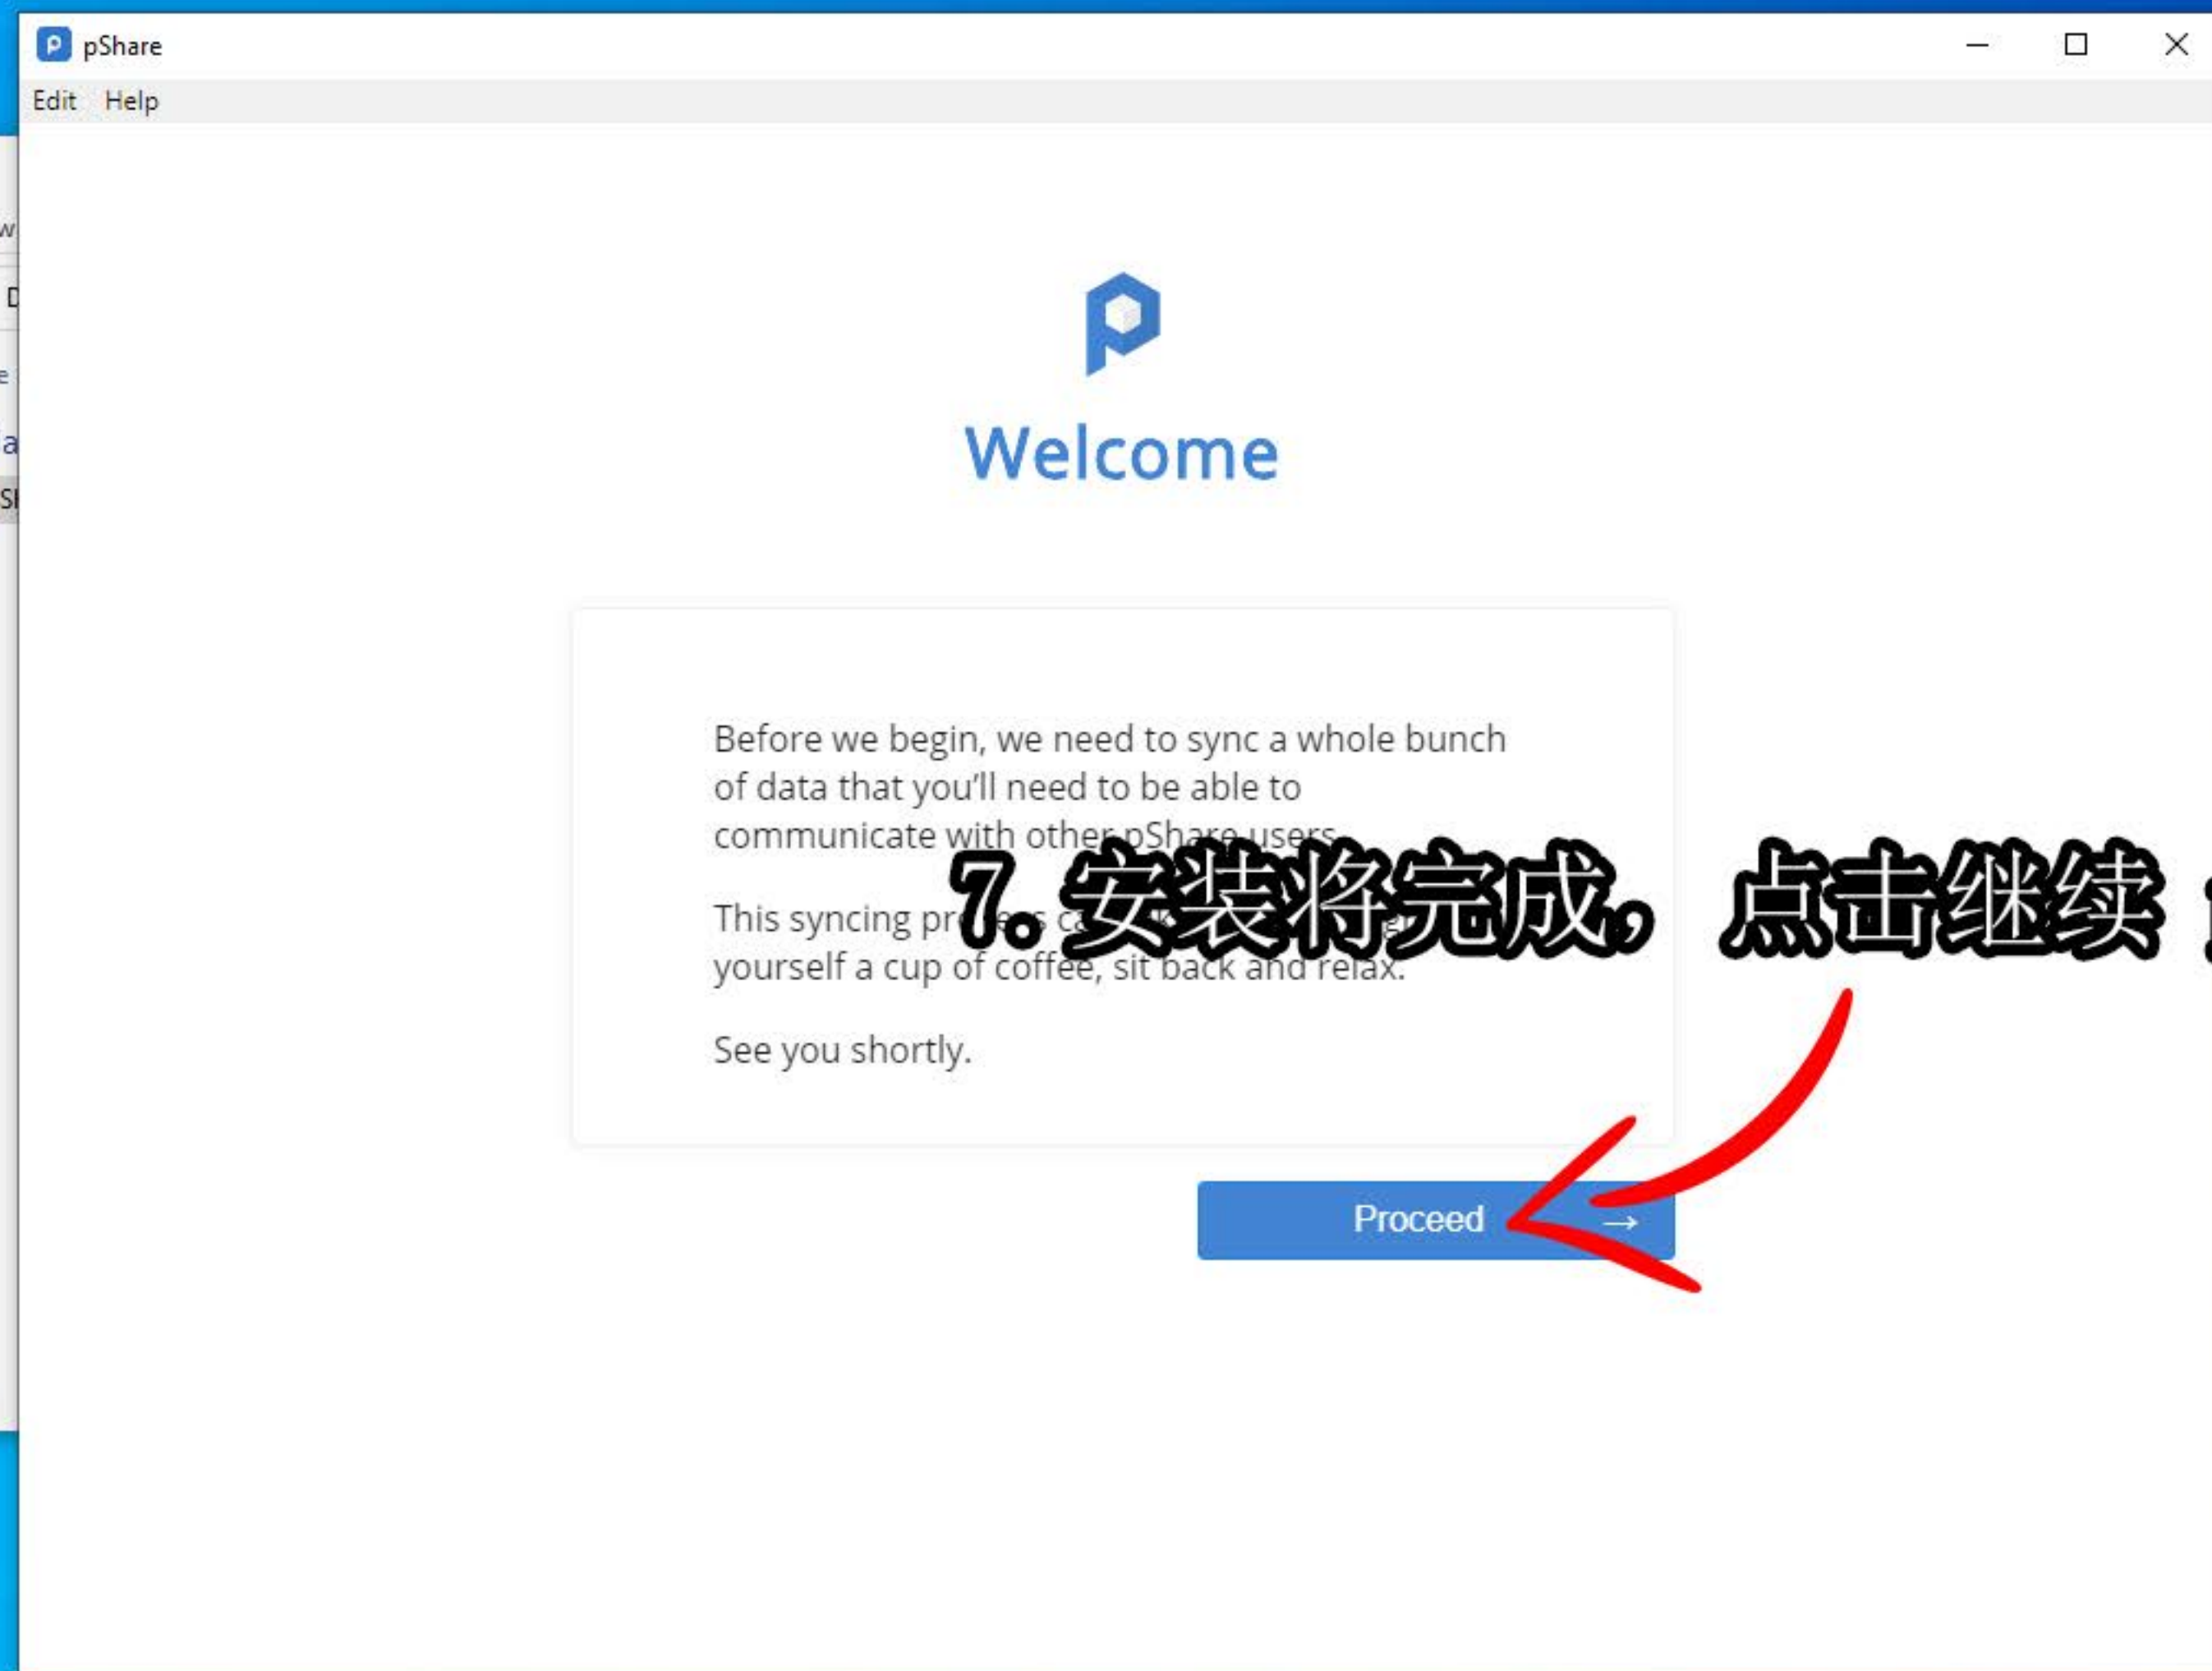 pShare
Edit Help
Welcome
Before we begin, we need to sync a whole bunch
of data that you'll need to be able to
communicate with other pShare users
7. 安装将完成，点击继续
This syncing
yourself a cup of coffee, sit back and relax.
See you shortly.
Proceed →